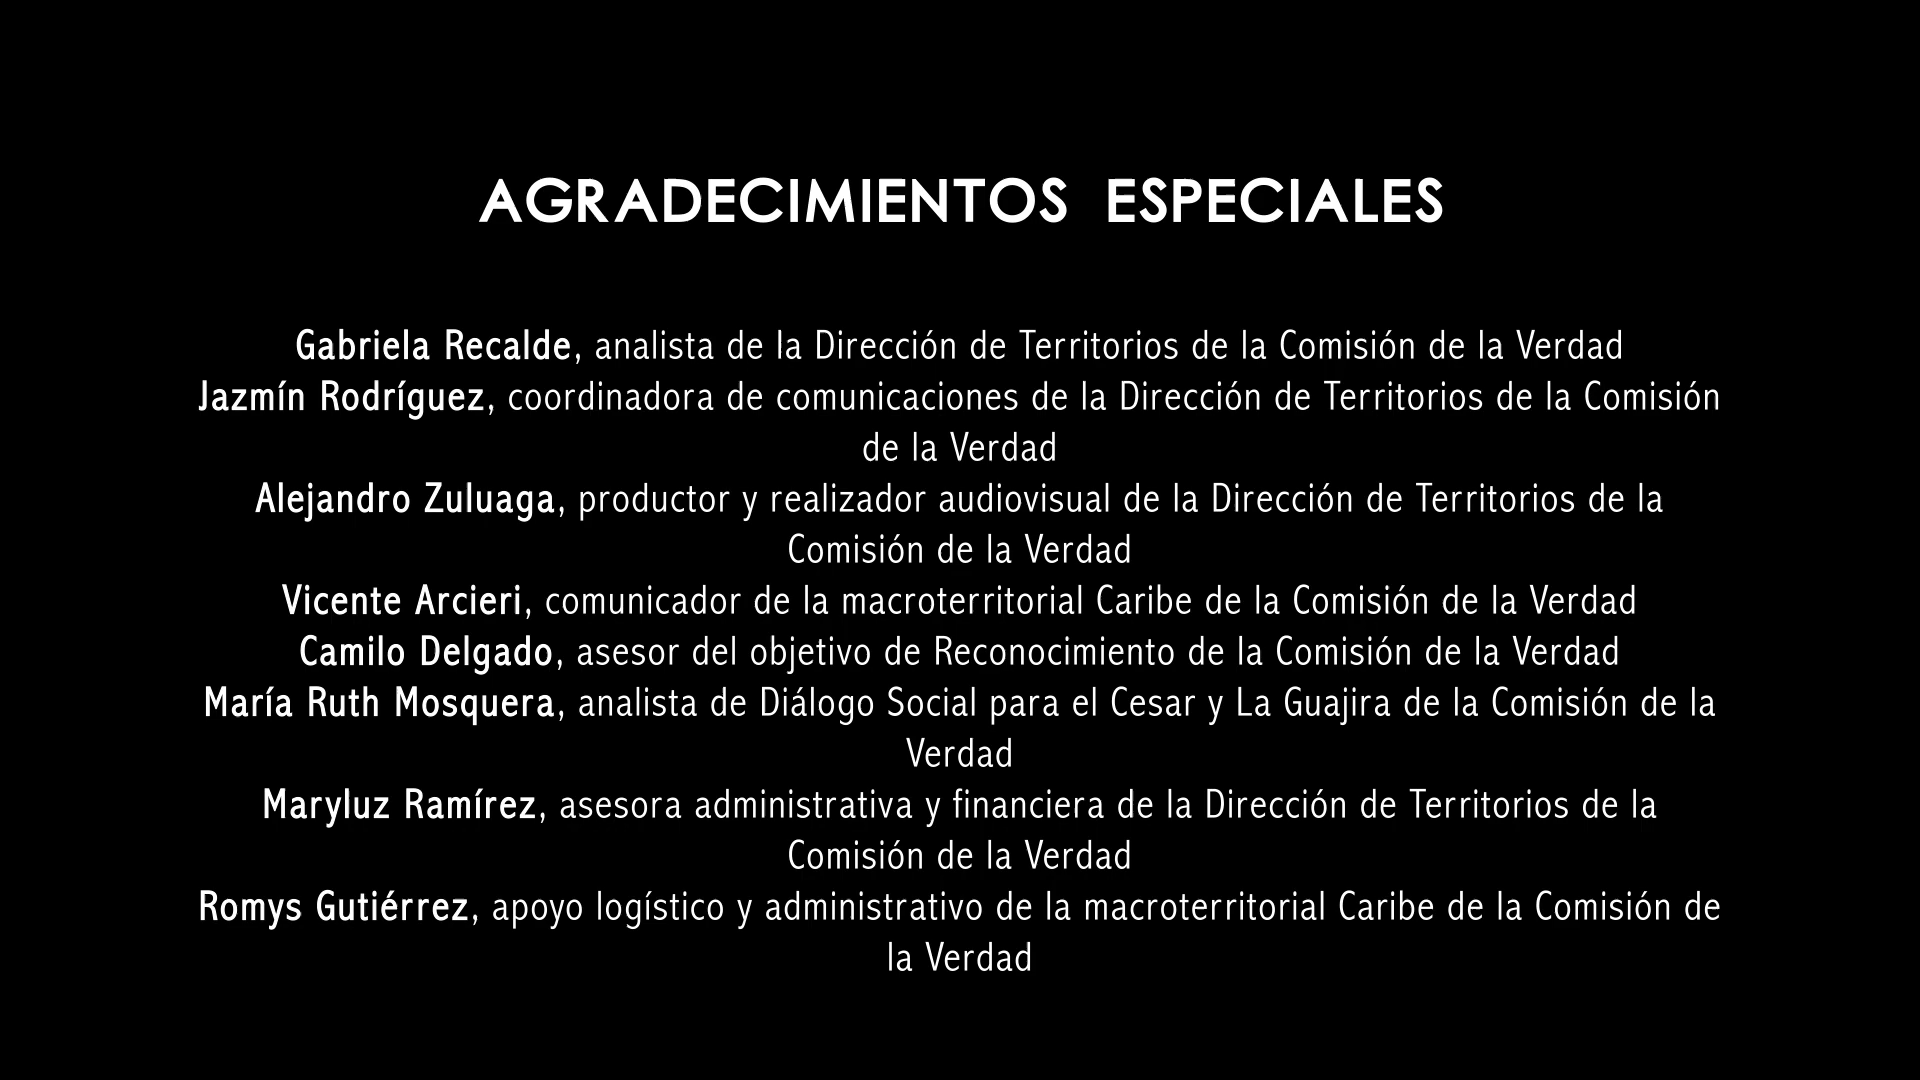 AGRADECIMIENTOS ESPECIALES
Gabriela Recalde, analista de la Dirección de Territorios de la Comisión de la Verdad
Jazmín Rodríguez, coordinadora de comunicaciones de la Dirección de Territorios de la Comisión
de la Verdad
Alejandro Zuluaga, productor y realizador audiovisual de la Dirección de Territorios de la
Comisión de la Verdad
Vicente Arcieri, comunicador de la macroterritorial Caribe de la Comisión de la Verdad
Camilo Delgado, asesor del objetivo de Reconocimiento de la Comisión de la Verdad
María Ruth Mosquera, analista de Diálogo Social para el Cesar y La Guajira de la Comisión de la
Verdad
Maryluz Ramírez, asesora administrativa y financiera de la Dirección de Territorios de la
Comisión de la Verdad
Romys Gutiérrez, apoyo logístico y administrativo de la macroterritorial Caribe de la Comisión de
la Verdad